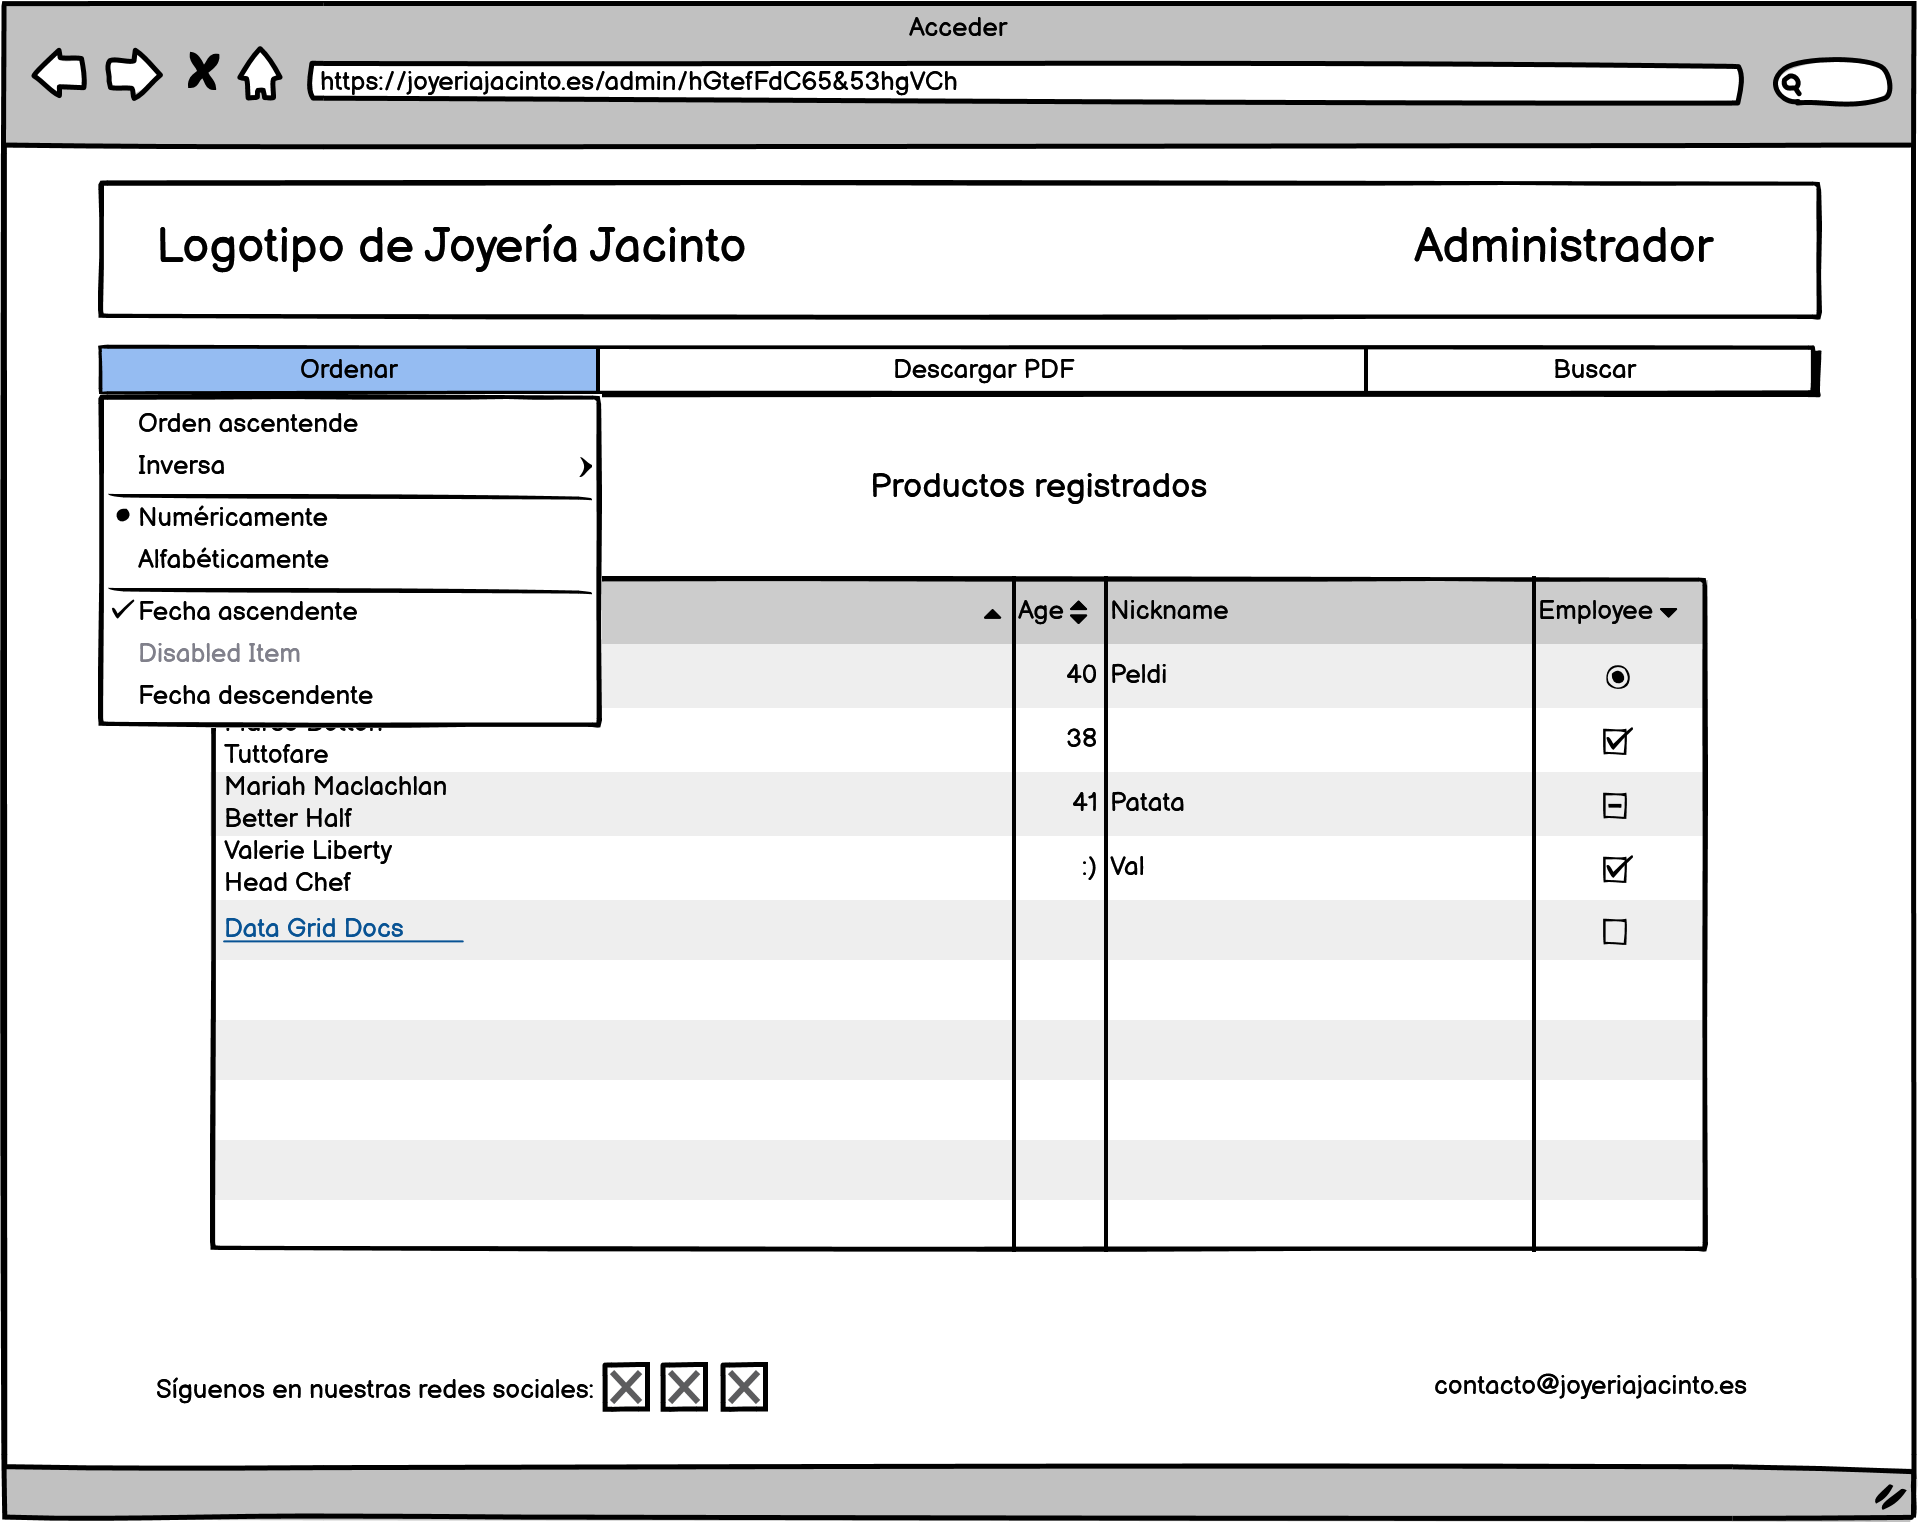 Acceder
https://joyeriajacinto.es/admin/hGtefFdC65&53hgVCh
Logotipo de Joyería Jacinto
Administrador
Ordenar
Descargar PDF
Buscar
Orden ascentende
Inversa
Numéricamente
Alfabéticamente
Fecha ascendente
Disabled Item
Fecha descendente
Productos registrados
Age
Nickname
Employee
40
Peldi
Tuttofare
38
Mariah Maclachlan
Better Half
41
Patata
Valerie Liberty
Head Chef
:)
Val
Data Grid Docs
Síguenos en nuestras redes sociales:
contacto@joyeriajacinto.es